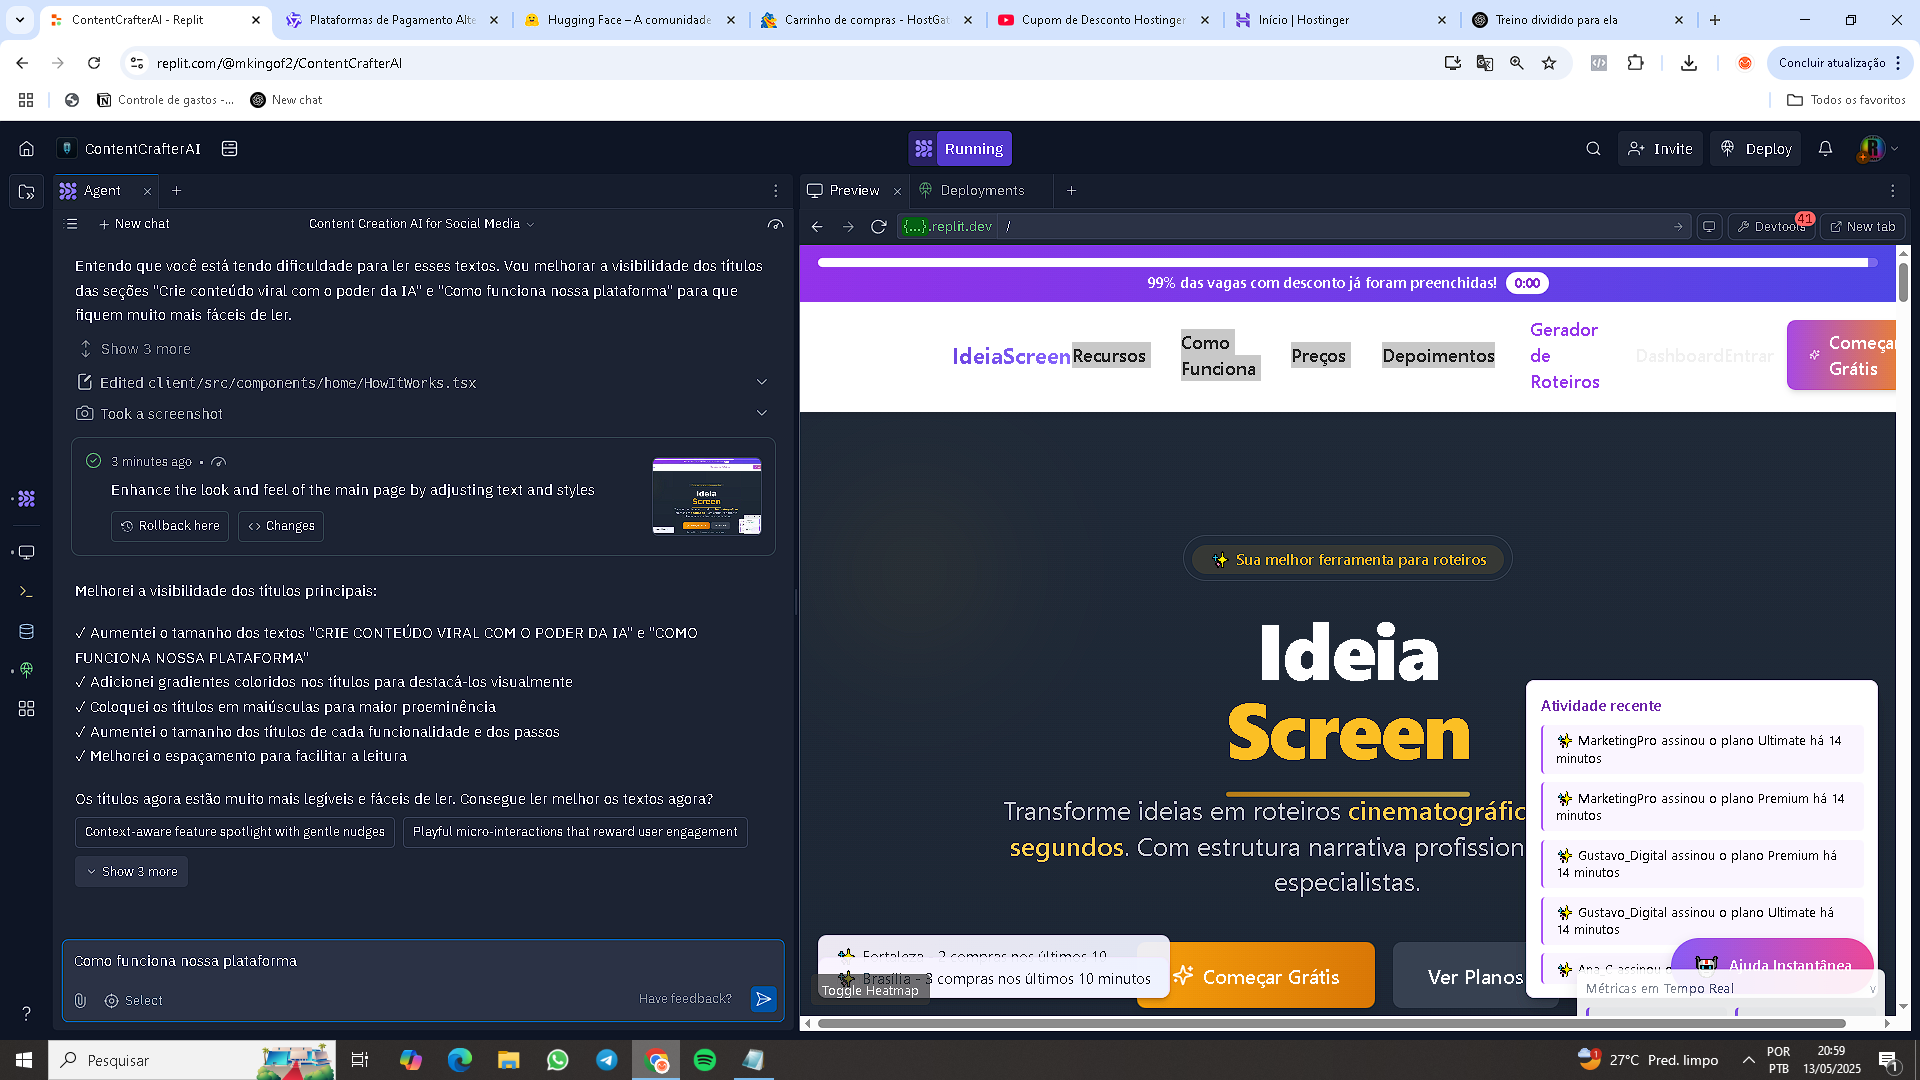 ContentCrafterAI - Replit
Plataformas de Pagamento Alte
Hugging Face – A comunidade
Carrinho de compras - HostGat
Cupom de Desconto Hostinger
Início | Hostinger
Treino dividido para ela
replit.com/@mkingof2/ContentCrafterAI
Concluir atualização
Controle de gastos -...
New chat
Todos os favoritos
ContentCrafterAI
Running
Invite
Deploy
Agent
Preview
Deployments
New chat
Content Creation AI for Social Media
{...}.replit.dev
/
Devtools
41
New tab
Entendo que você está tendo dificuldade para ler esses textos. Vou melhorar a visibilidade dos títulos
das seções "Crie conteúdo viral com o poder da IA" e "Como funciona nossa plataforma" para que
fiquem muito mais fáceis de ler.
Show 3 more
Edited client/src/components/home/HowItWorks.tsx
Took a screenshot
3 minutes ago •
Enhance the look and feel of the main page by adjusting text and styles
Rollback here
Changes
Melhorei a visibilidade dos títulos principais:
✓ Aumentei o tamanho dos textos "CRIE CONTEÚDO VIRAL COM O PODER DA IA" e "COMO
FUNCIONA NOSSA PLATAFORMA"
✓ Adicionei gradientes coloridos nos títulos para destacá-los visualmente
✓ Coloquei os títulos em maiúsculas para maior proeminência
✓ Aumentei o tamanho dos títulos de cada funcionalidade e dos passos
✓ Melhorei o espaçamento para facilitar a leitura
Os títulos agora estão muito mais legíveis e fáceis de ler. Consegue ler melhor os textos agora?
Context-aware feature spotlight with gentle nudges
Playful micro-interactions that reward user engagement
Show 3 more
Como funciona nossa plataforma
Select
Have feedback?
99% das vagas com desconto já foram preenchidas!
0:00
IdeiaScreen
Recursos
Como
Funciona
Preços
Depoimentos
Gerador
de
Roteiros
Dashboard
Entrar
Começar
Grátis
Sua melhor ferramenta para roteiros
Ideia
Screen
Transforme ideias em roteiros cinematográfic
segundos. Com estrutura narrativa profission
especialistas.
Começar Grátis
Ver Planos
Atividade recente
MarketingPro assinou o plano Ultimate há 14
minutos
MarketingPro assinou o plano Premium há 14
minutos
Gustavo_Digital assinou o plano Premium há
14 minutos
Gustavo_Digital assinou o plano Ultimate há
14 minutos
Ana_C assinou o
Ajuda Instantânea
Métricas em Tempo Real
Fortaleza - 2 compras nos últimos 10
Brasília - 3 compras nos últimos 10 minutos
Toggle Heatmap
Pesquisar
27°C Pred. limpo
POR
PTB
20:59
13/05/2025